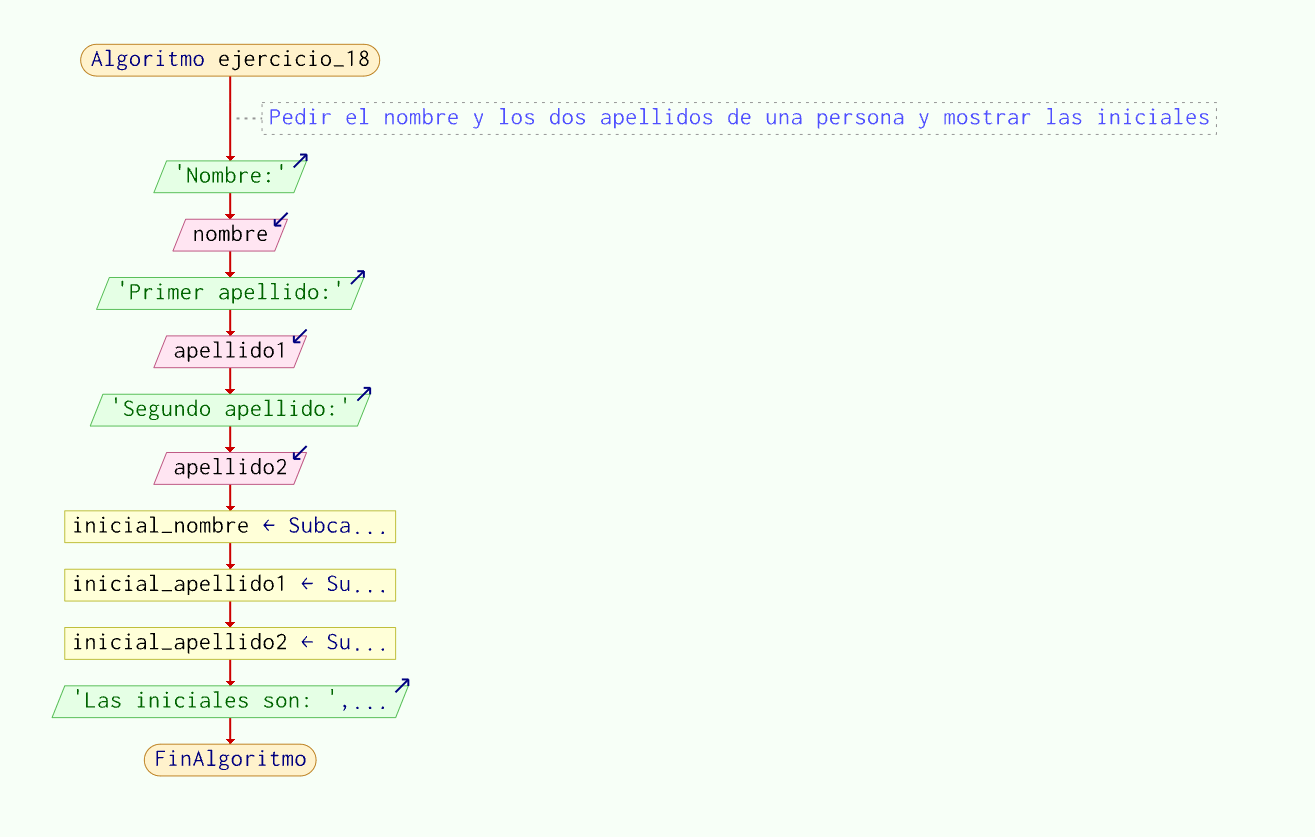 Algoritmo ejercicio_18
Pedir el nombre y los dos apellidos de una persona y mostrar las iniciales
'Nombre:'
nombre
'Primer apellido:'
apellido1
'Segundo apellido:'
apellido2
inicial_nombre ← Subca...
inicial_apellido1 ← Su...
inicial_apellido2 ← Su...
'Las iniciales son: ',...
FinAlgoritmo